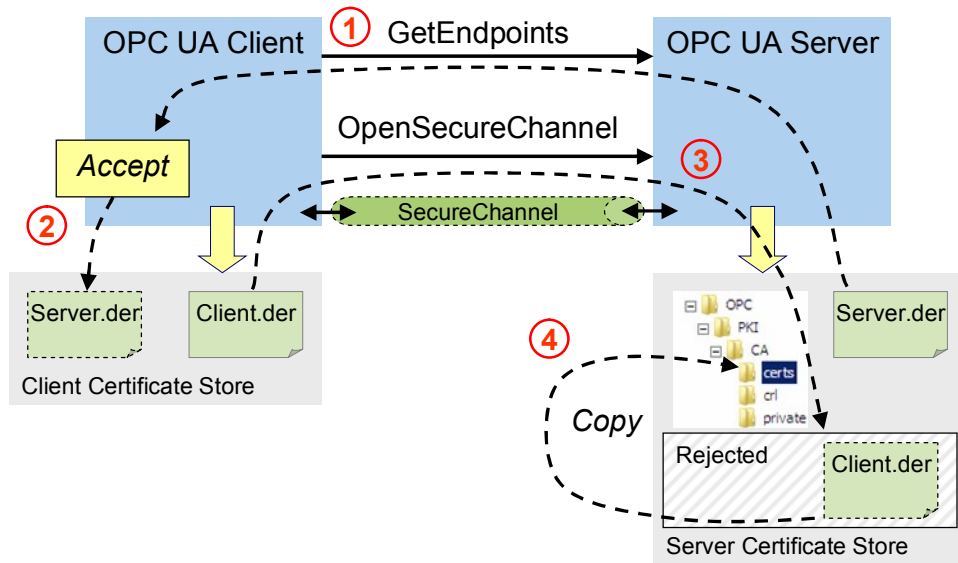 OPC UA Client
1
GetEndpoints
OPC UA Server
OpenSecureChannel
Accept
3
2
SecureChannel
Server.der
Client.der
Client Certificate Store
4
Copy
OPC
PKI
CA
certs
crl
private
Server.der
Rejected
Client.der
Server Certificate Store